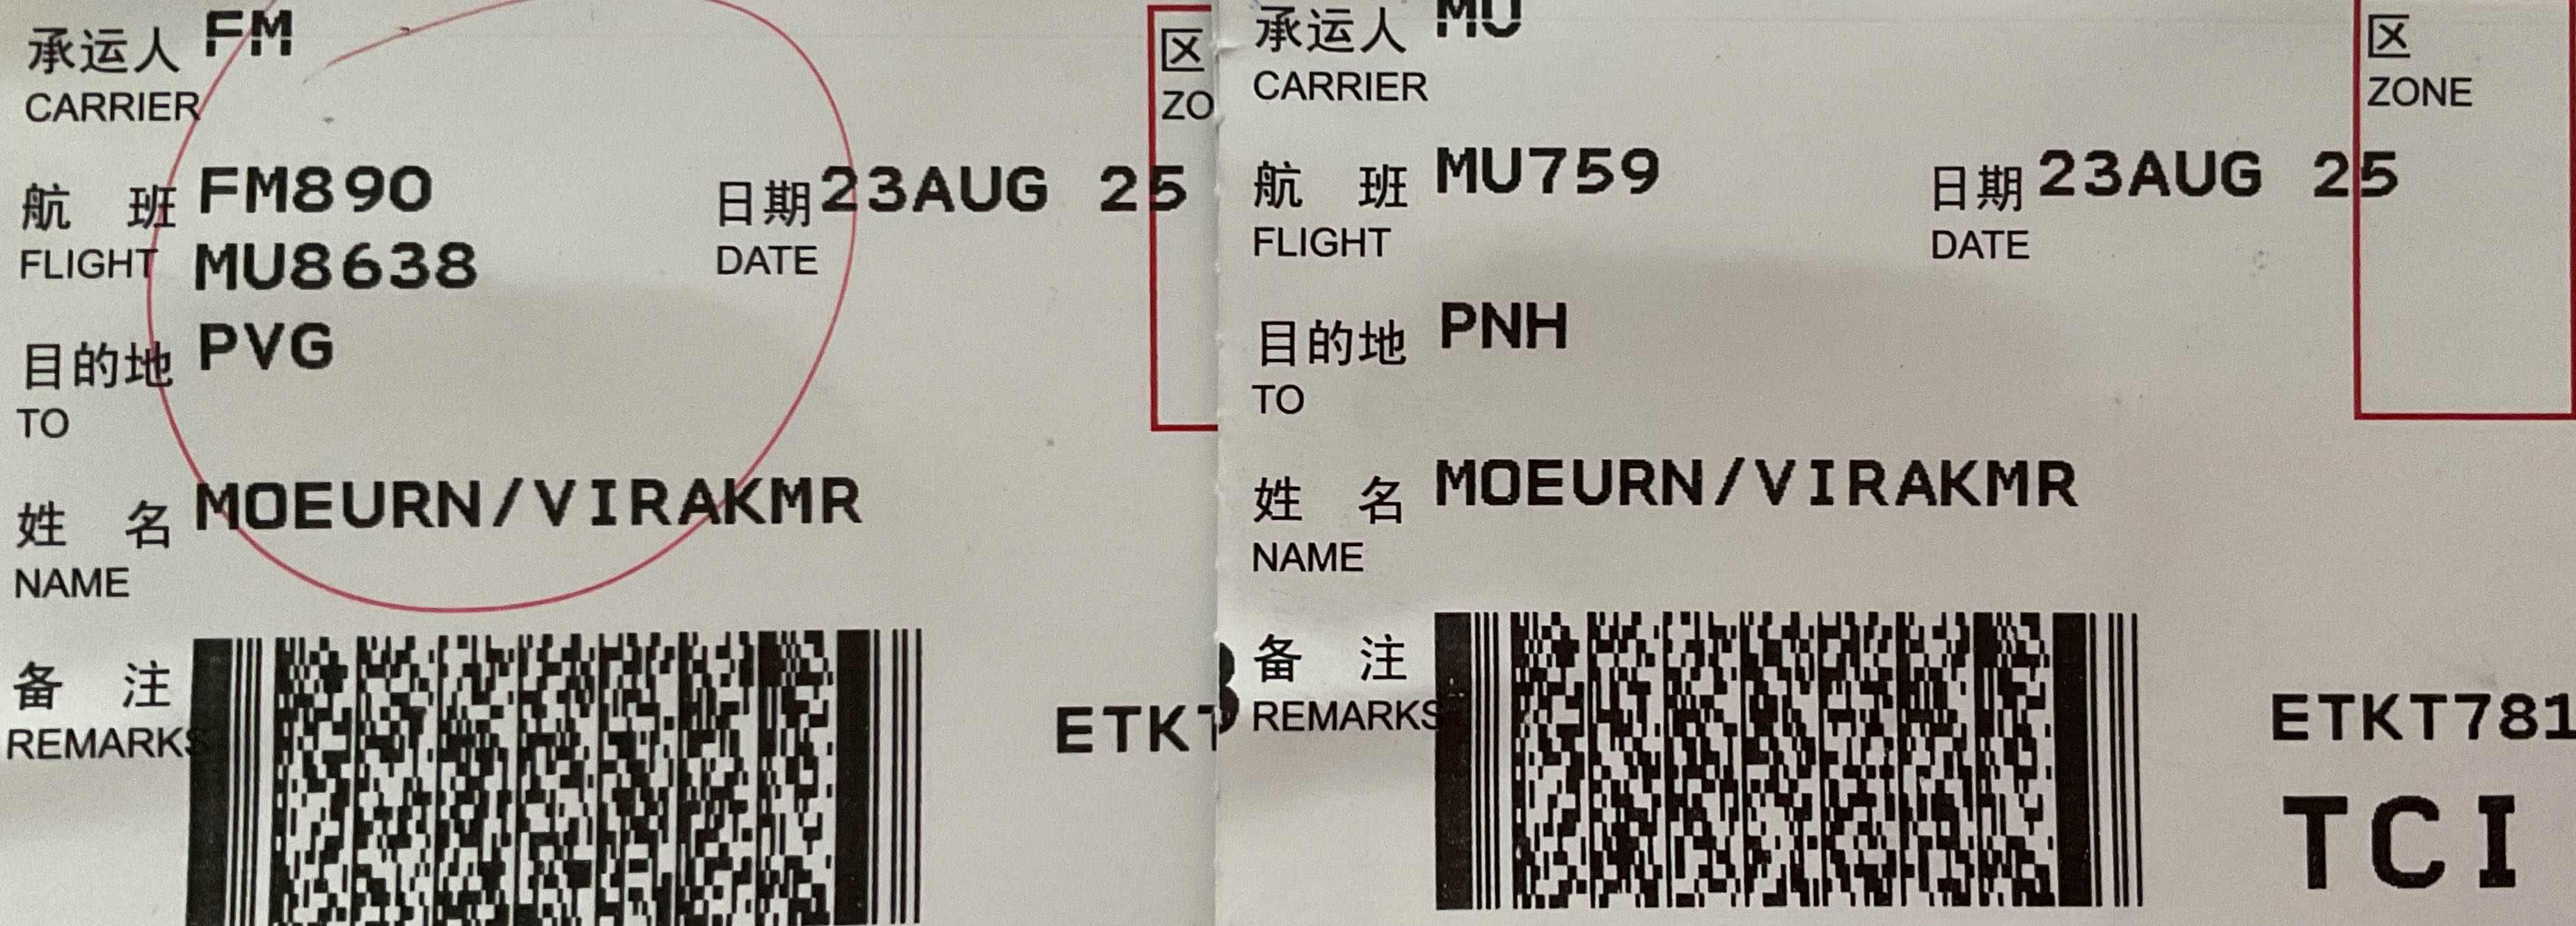 承运人 FM
CARRIER
航 班 FM890
FLIGHT MU8638
日期 23AUG 25
DATE
目的地 PVG
TO
姓 名 MOEURN/VIRAKMR
NAME
备 注
REMARKS
区
承运人 MU
CARRIER
航 班 MU759
FLIGHT
日期 23AUG 25
DATE
目的地 PNH
TO
姓 名 MOEURN/VIRAKMR
NAME
备 注
REMARKS
区
ZONE
ETKT781
TCI